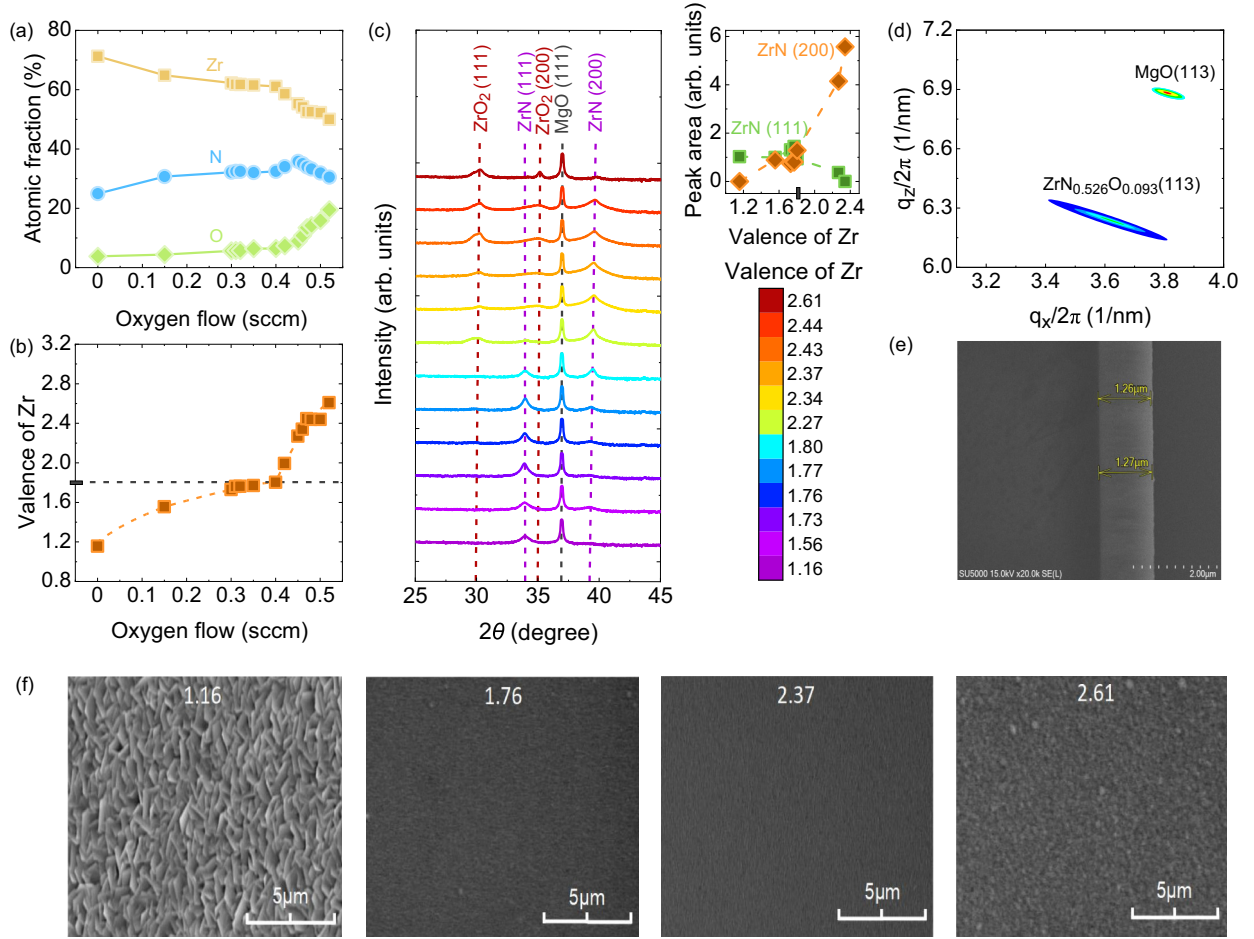 (a)
80
60
40
20
0
Atomic fraction (%)
Zr
N
O
0 0.1 0.2 0.3 0.4 0.5
Oxygen flow (sccm)
(b)
3.2
2.8
2.4
2.0
1.6
1.2
0.8
Valence of Zr
0 0.1 0.2 0.3 0.4 0.5
Oxygen flow (sccm)
(c)
ZrO2 (111)
ZrN (111)
ZrO2 (200)
MgO (111)
ZrN (200)
Intensity (arb. units)
25 30 35 40 45
2θ (degree)
Peak area (arb. units)
6
4
2
0
ZrN (200)
ZrN (111)
1.2 1.6 2.0 2.4
Valence of Zr
Valence of Zr
2.61
2.44
2.43
2.37
2.34
2.27
1.80
1.77
1.76
1.73
1.56
1.16
(d)
7.2
6.9
6.6
6.3
6.0
qz/2π (1/nm)
MgO(113)
ZrN0.526O0.093(113)
3.2 3.4 3.6 3.8 4.0
qx/2π (1/nm)
(e)
1.26μm
1.27μm
SU5000 15.0kV x20.0k SE(L)
2.00μm
(f)
1.16
5μm
1.76
5μm
2.37
5μm
2.61
5μm